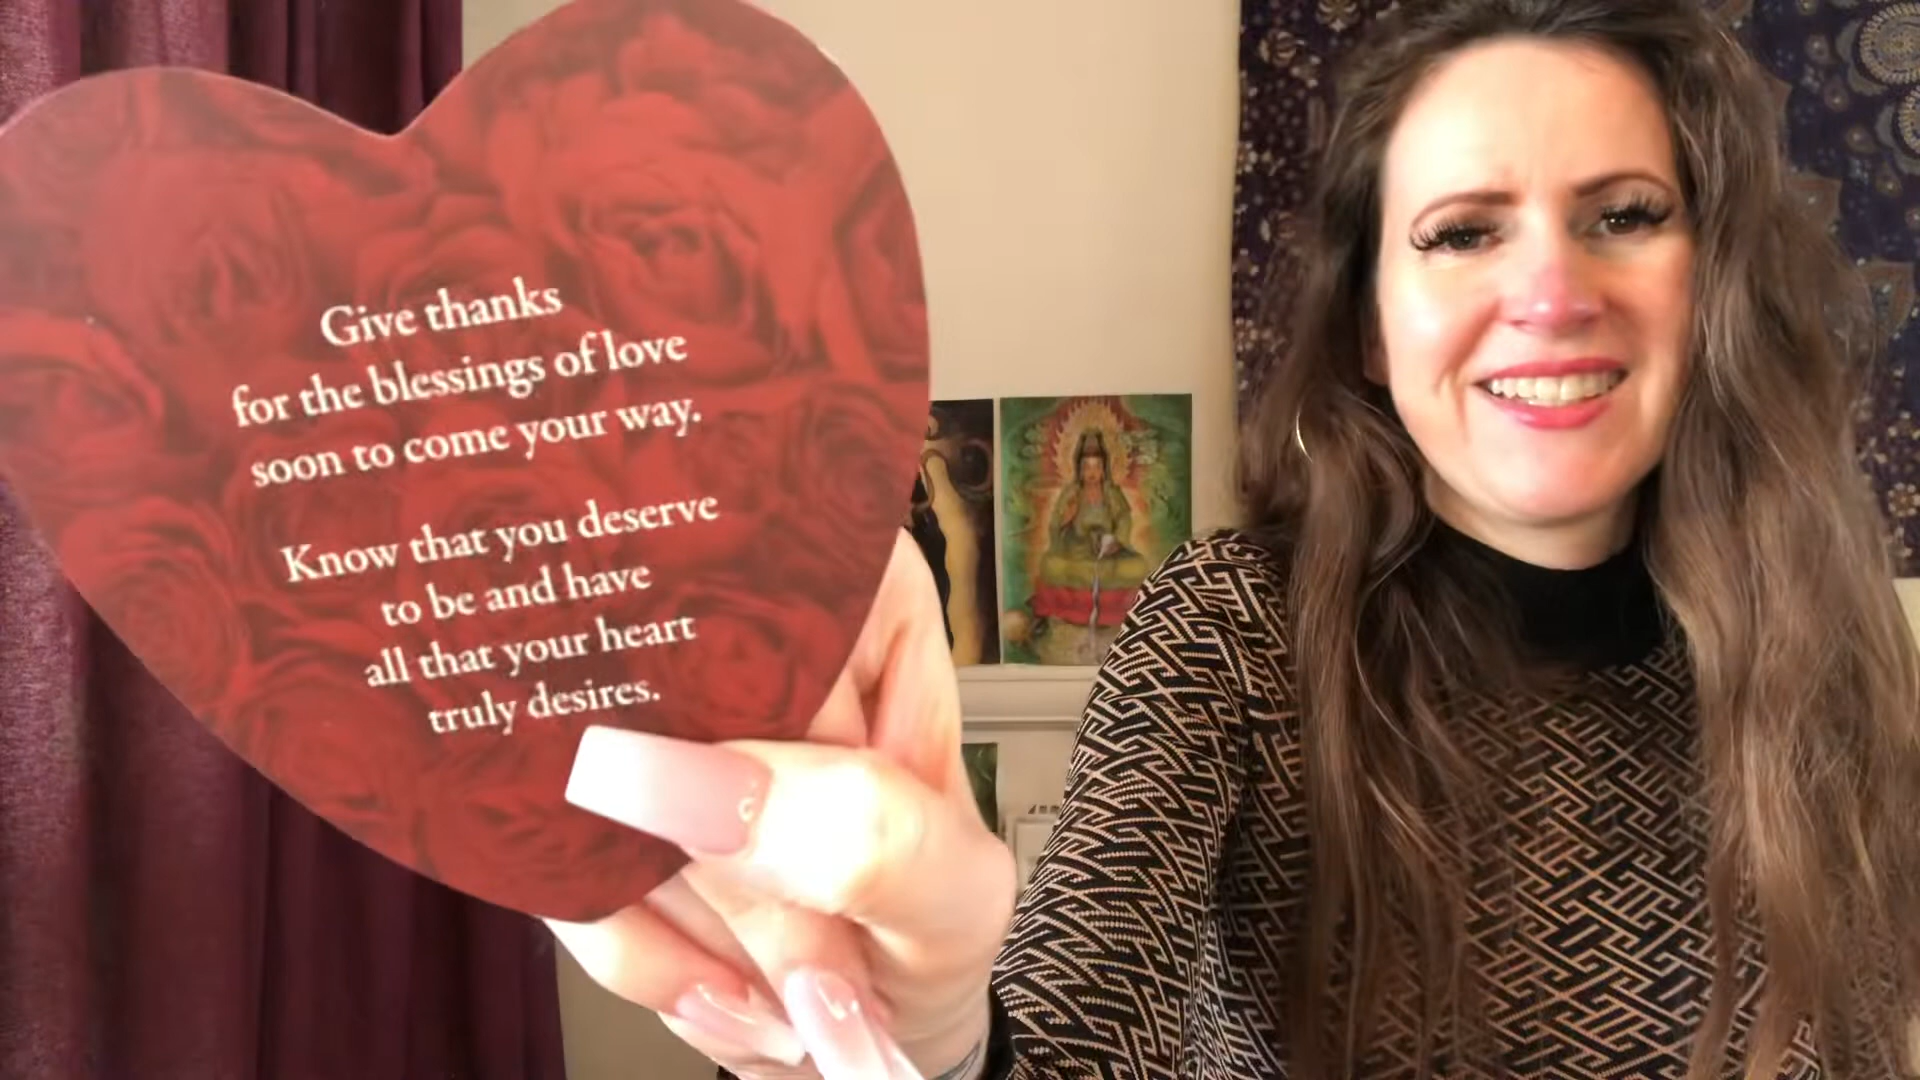 Give thanks
for the blessings of love
soon to come your way.
Know that you deserve
to be and have
all that your heart
truly desires.